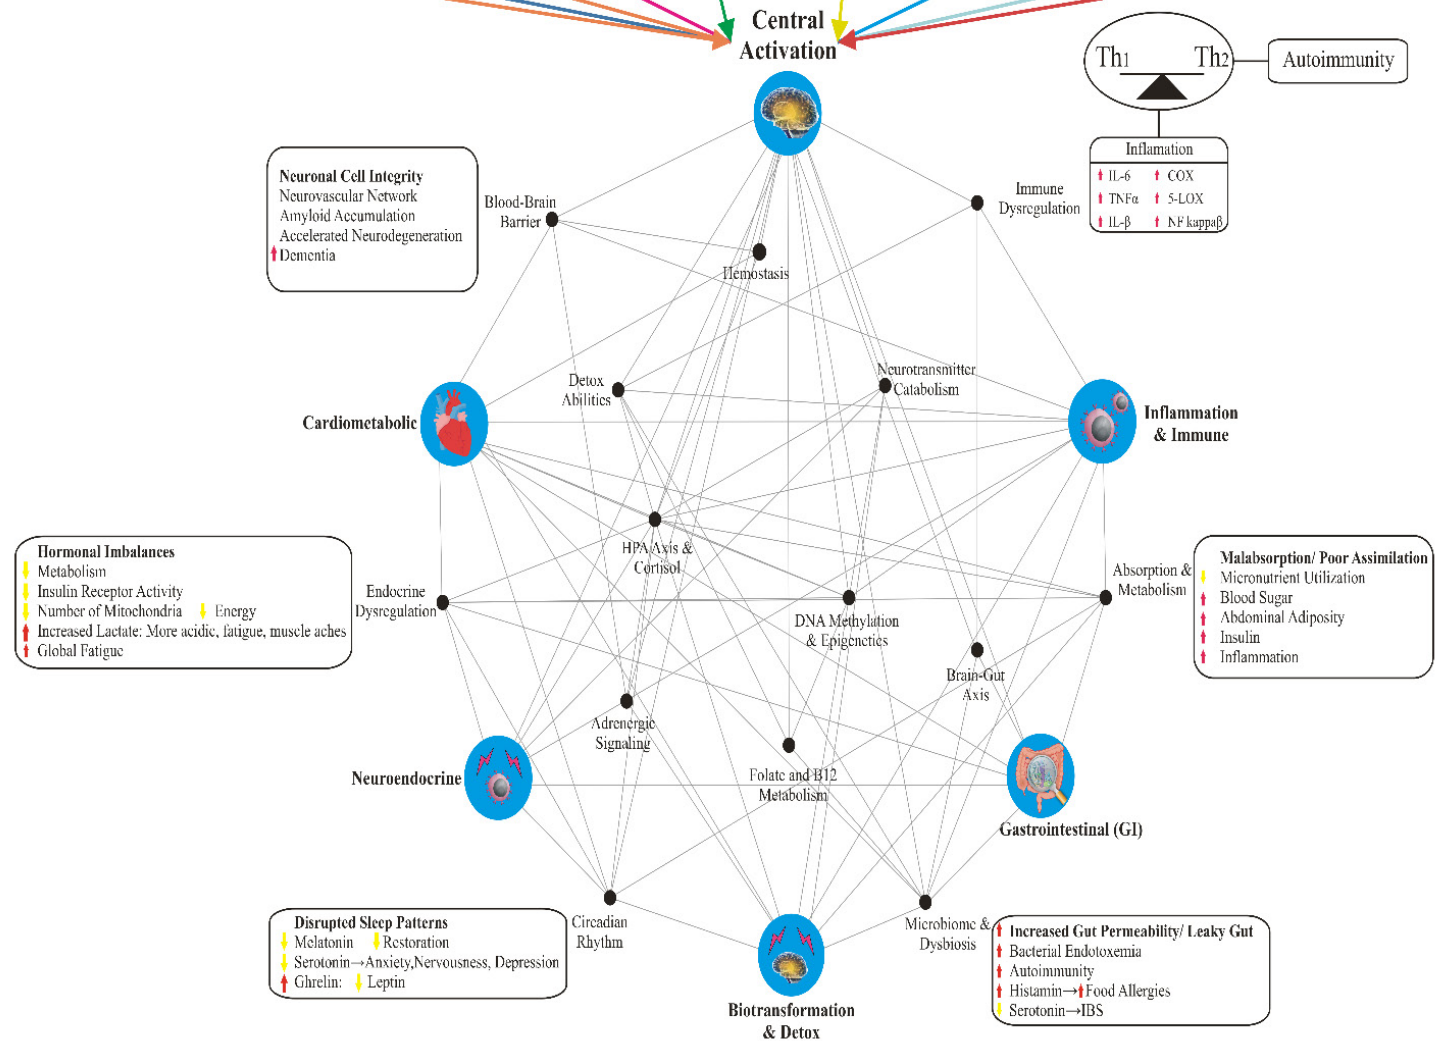 Central
Activation
Th1 Th2
Autoimmunity
Inflamation
IL-6 COX
TNFα 5-LOX
IL-β NF kappaβ
Neuronal Cell Integrity
Neurovascular Network
Amyloid Accumulation
Accelerated Neurodegeneration
Dementia
Blood-Brain
Barrier
Immune
Dysregulation
Hemostasis
Detox
Abilities
Neurotransmitter
Catabolism
Cardiometabolic
Inflammation
& Immune
HPA Axis &
Cortisol
Hormonal Imbalances
Metabolism
Insulin Receptor Activity
Number of Mitochondria Energy
Increased Lactate: More acidic, fatigue, muscle aches
Global Fatigue
Endocrine
Dysregulation
DNA Methylation
& Epigenetics
Absorption &
Metabolism
Malabsorption/ Poor Assimilation
Micronutrient Utilization
Blood Sugar
Abdominal Adiposity
Insulin
Inflammation
Brain-Gut
Axis
Adrenergic
Signaling
Neuroendocrine
Folate and B12
Metabolism
Gastrointestinal (GI)
Disrupted Sleep Patterns
Melatonin Restoration
Serotonin→Anxiety,Nervousness, Depression
Ghrelin: Leptin
Circadian
Rhythm
Biotransformation
& Detox
Microbiome &
Dysbiosis
Increased Gut Permeability/ Leaky Gut
Bacterial Endotoxemia
Autoimmunity
Histamin→Food Allergies
Serotonin→IBS